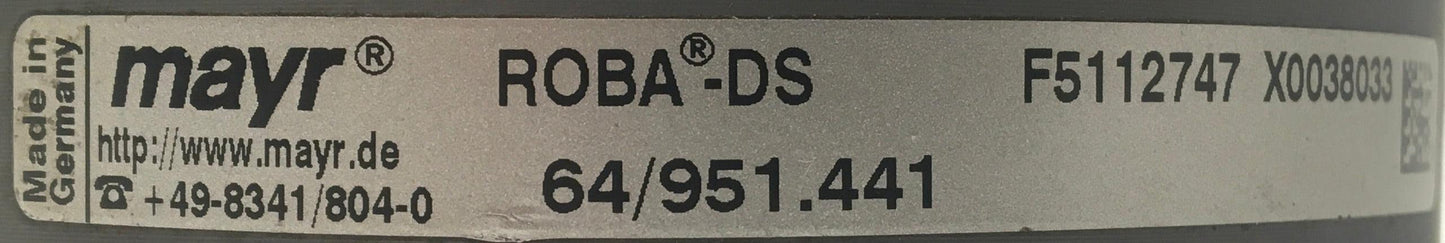 Made in
Germany
mayr®
http://www.mayr.de
☎ +49-8341/804-0
ROBA®-DS
64/951.441
F5112747 X0038033